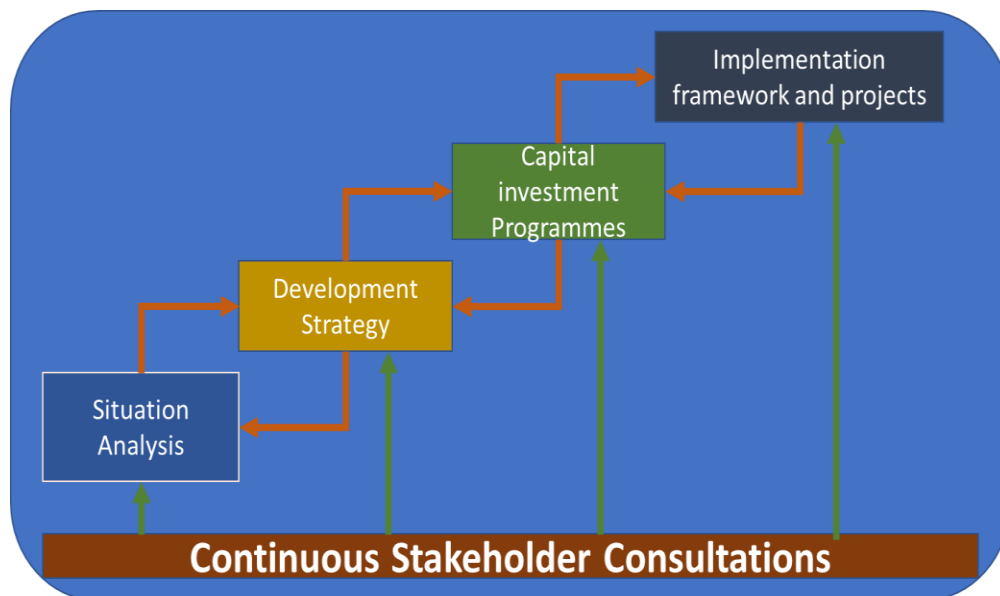 Implementation
framework and projects
Capital
investment
Programmes
Development
Strategy
Situation
Analysis
Continuous Stakeholder Consultations